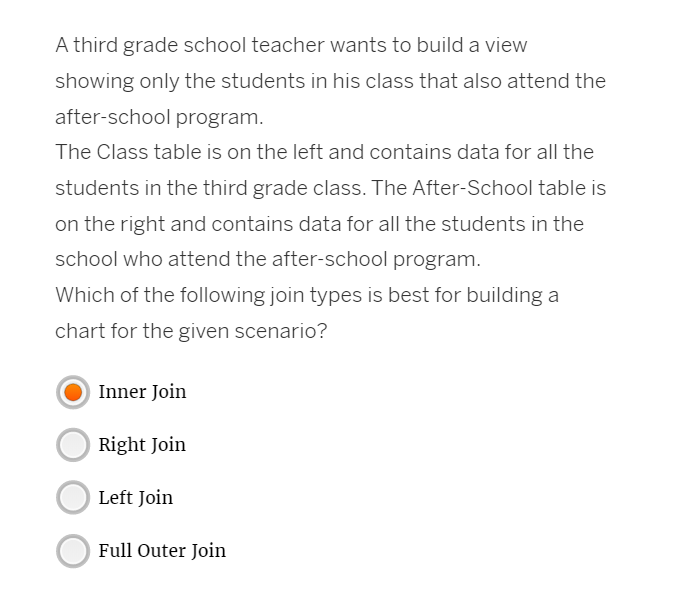 A third grade school teacher wants to build a view
showing only the students in his class that also attend the
after-school program.
The Class table is on the left and contains data for all the
students in the third grade class. The After-School table is
on the right and contains data for all the students in the
school who attend the after-school program.
Which of the following join types is best for building a
chart for the given scenario?
Inner Join
Right Join
Left Join
Full Outer Join